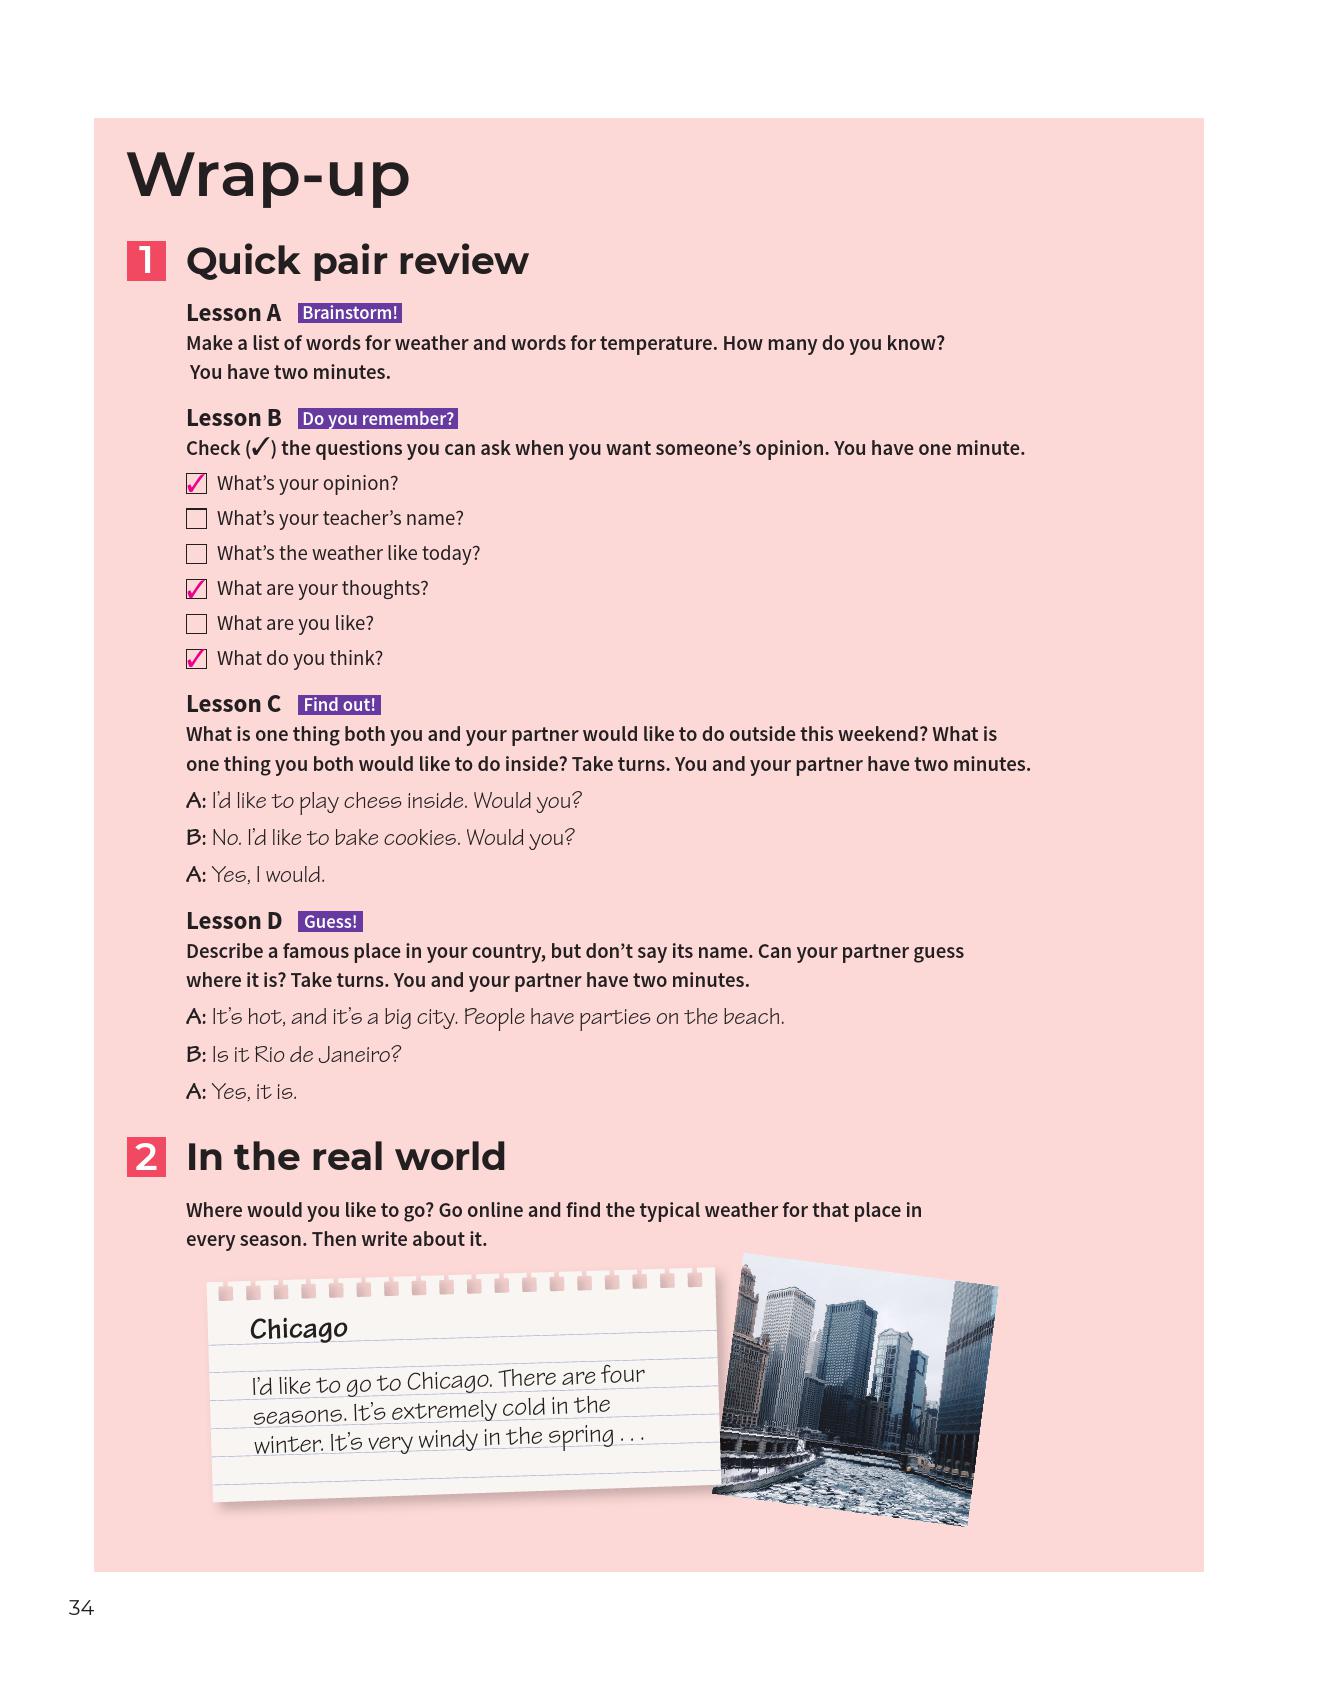 Wrap-up
1 Quick pair review
Lesson A Brainstorm!
Make a list of words for weather and words for temperature. How many do you know?
You have two minutes.
Lesson B Do you remember?
Check (✓) the questions you can ask when you want someone’s opinion. You have one minute.
✓ What’s your opinion?
What’s your teacher’s name?
What’s the weather like today?
✓ What are your thoughts?
What are you like?
✓ What do you think?
Lesson C Find out!
What is one thing both you and your partner would like to do outside this weekend? What is
one thing you both would like to do inside? Take turns. You and your partner have two minutes.
A: I’d like to play chess inside. Would you?
B: No. I’d like to bake cookies. Would you?
A: Yes, I would.
Lesson D Guess!
Describe a famous place in your country, but don’t say its name. Can your partner guess
where it is? Take turns. You and your partner have two minutes.
A: It’s hot, and it’s a big city. People have parties on the beach.
B: Is it Rio de Janeiro?
A: Yes, it is.
2 In the real world
Where would you like to go? Go online and find the typical weather for that place in
every season. Then write about it.
Chicago
I’d like to go to Chicago. There are four
seasons. It’s extremely cold in the
winter. It’s very windy in the spring . . .
34